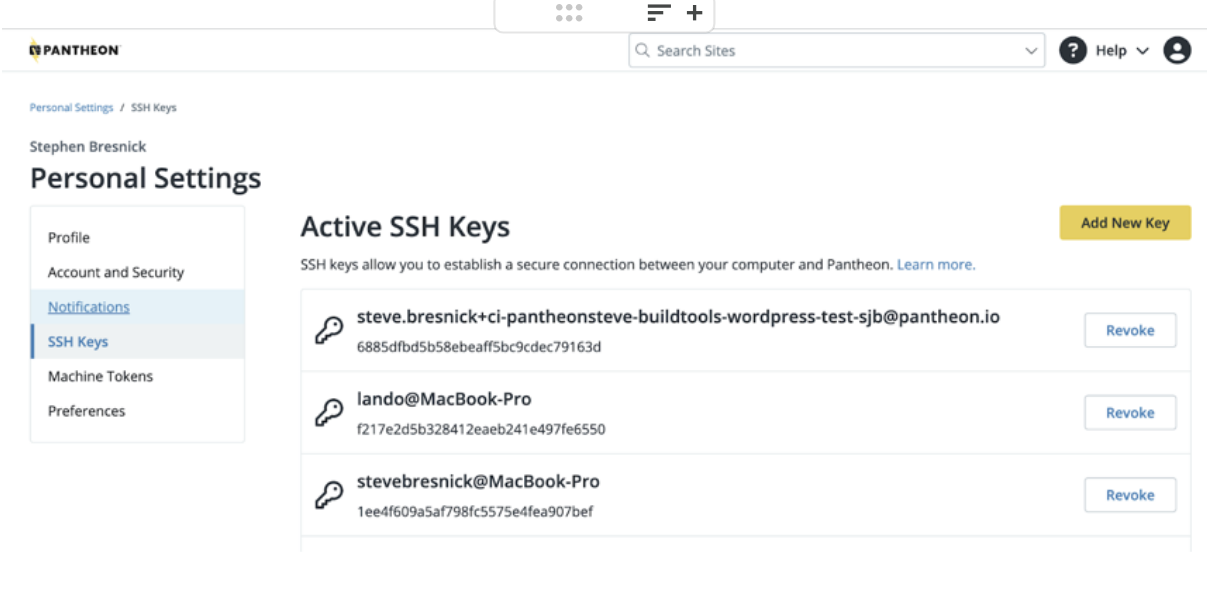 PANTHEON
Search Sites
? Help
Personal Settings / SSH Keys
Stephen Bresnick
Personal Settings
Profile
Account and Security
Notifications
SSH Keys
Machine Tokens
Preferences
Active SSH Keys
Add New Key
SSH keys allow you to establish a secure connection between your computer and Pantheon. Learn more.
steve.bresnick+ci-pantheonsteve-buildtools-wordpress-test-sjb@pantheon.io
6885dfbd5b58ebeaff5bc9cdec79163d
Revoke
lando@MacBook-Pro
f217e2d5b328412eaeb241e497fe6550
Revoke
stevebresnick@MacBook-Pro
1ee4f609a5af798fc5575e4fea907bef
Revoke